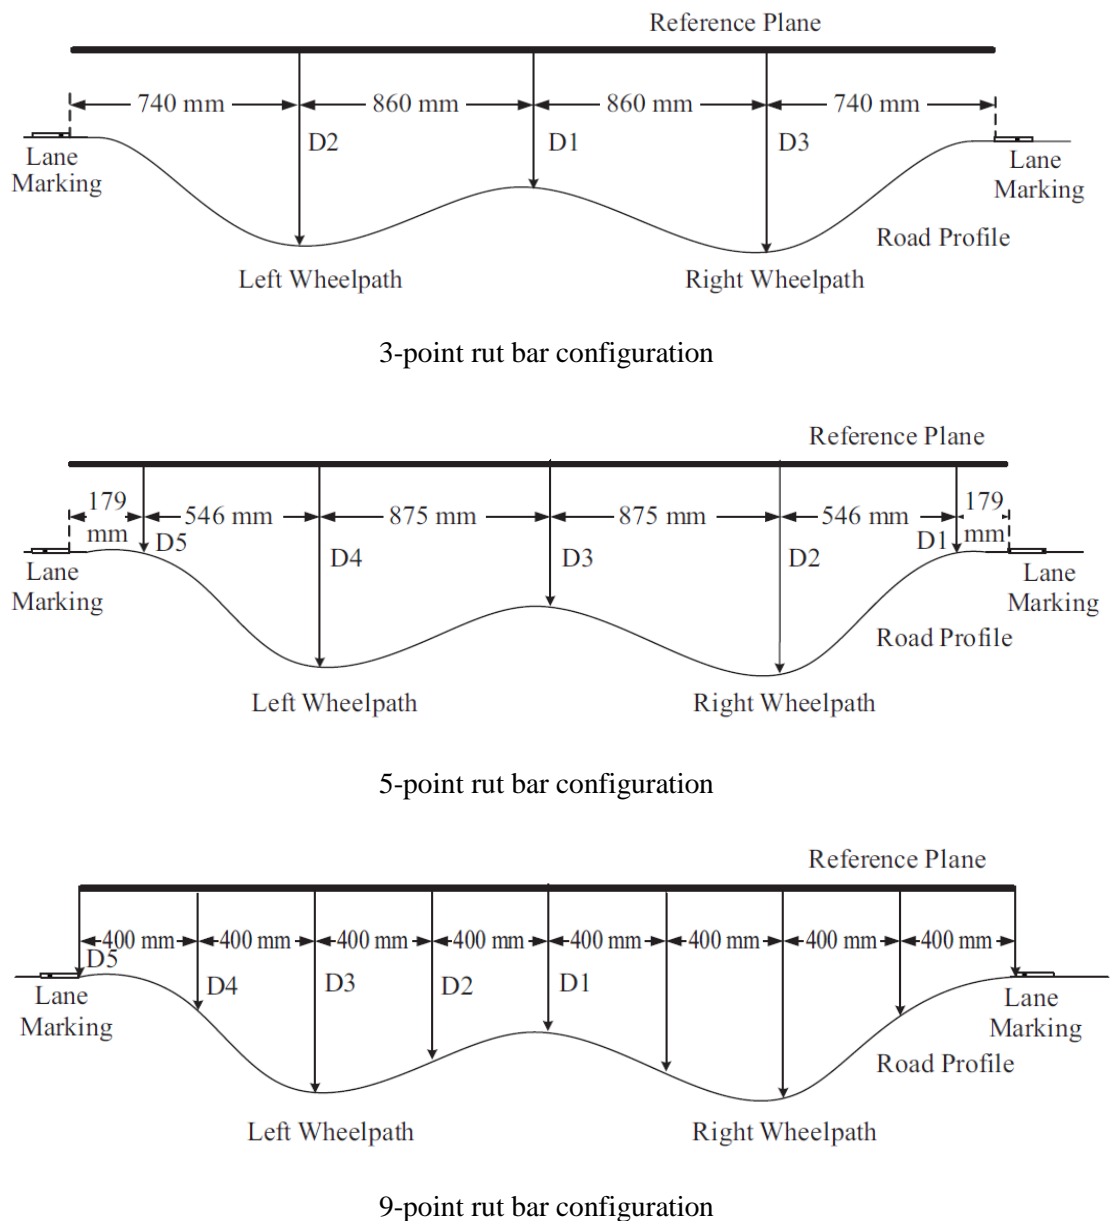 Reference Plane
740 mm 860 mm 860 mm 740 mm
D2 D1 D3
Lane Marking
Lane Marking
Road Profile
Left Wheelpath Right Wheelpath
3-point rut bar configuration
Reference Plane
179 mm 546 mm 875 mm 875 mm 546 mm 179 mm
D5 D4 D3 D2 D1
Lane Marking
Lane Marking
Road Profile
Left Wheelpath Right Wheelpath
5-point rut bar configuration
Reference Plane
400 mm 400 mm 400 mm 400 mm 400 mm 400 mm 400 mm 400 mm
D5 D4 D3 D2 D1
Lane Marking
Lane Marking
Road Profile
Left Wheelpath Right Wheelpath
9-point rut bar configuration